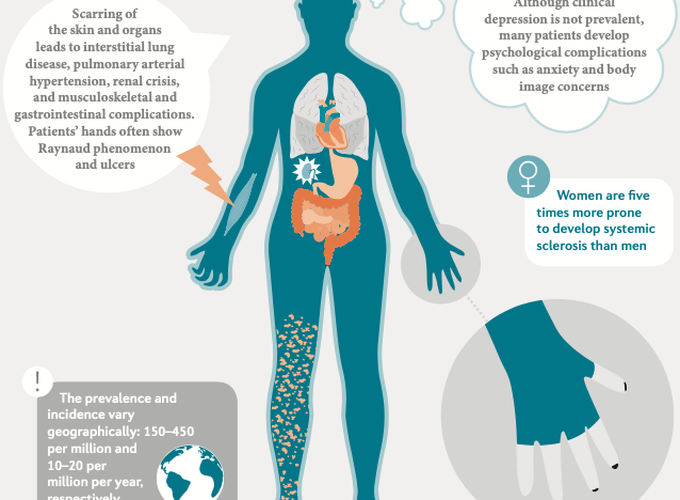 Scarring of
the skin and organs
leads to interstitial lung
disease, pulmonary arterial
hypertension, renal crisis,
and musculoskeletal and
gastrointestinal complications.
Patients' hands often show
Raynaud phenomenon
and ulcers
Although clinical
depression is not prevalent,
many patients develop
psychological complications
such as anxiety and body
image concerns
Women are five
times more prone
to develop systemic
sclerosis than men
!
The prevalence and
incidence vary
geographically: 150–450
per million and
10–20 per
million per year,
respectively